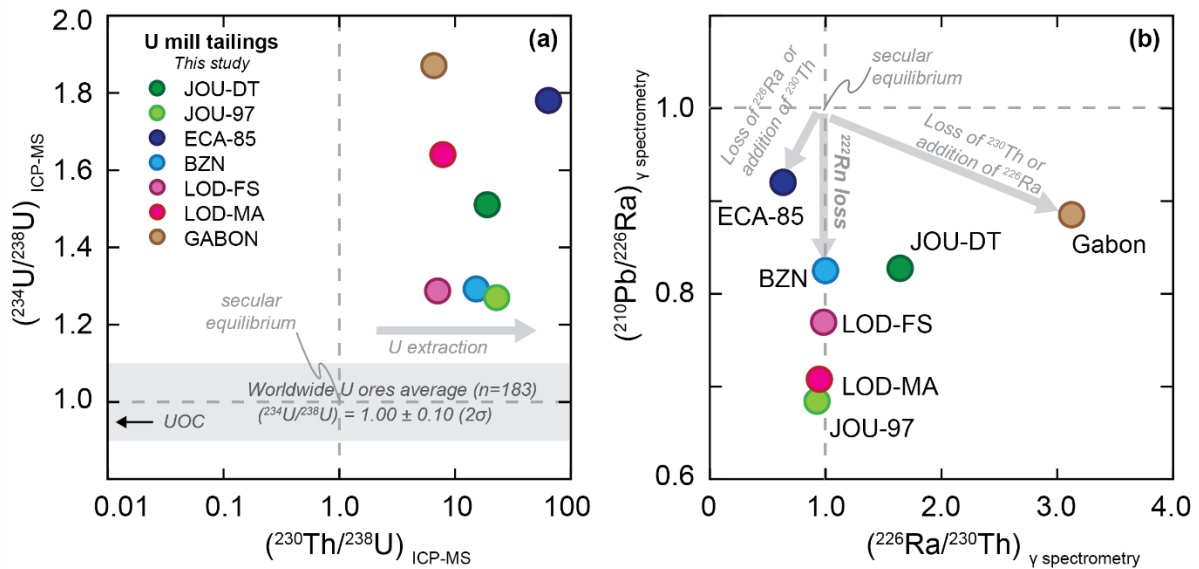 (a)
U mill tailings
This study
JOU-DT
JOU-97
ECA-85
BZN
LOD-FS
LOD-MA
GABON
secular
equilibrium
U extraction
Worldwide U ores average (n=183)
(²³⁴U/²³⁸U) = 1.00 ± 0.10 (2σ)
UOC
2.0
1.8
1.6
1.4
1.2
1.0
(²³⁴U/²³⁸U) ICP-MS
0.01
0.1
1.0
10
100
(²³⁰Th/²³⁸U) ICP-MS
(b)
secular
equilibrium
Loss of ²²⁶Ra or
addition of ²³⁰Th
²²²Rn loss
Loss of ²³⁰Th or
addition of ²²⁶Ra
ECA-85
BZN
JOU-DT
Gabon
LOD-FS
LOD-MA
JOU-97
1.0
0.8
0.6
(²¹⁰Pb/²²⁶Ra) γ spectrometry
0
1.0
2.0
3.0
4.0
(²²⁶Ra/²³⁰Th) γ spectrometry